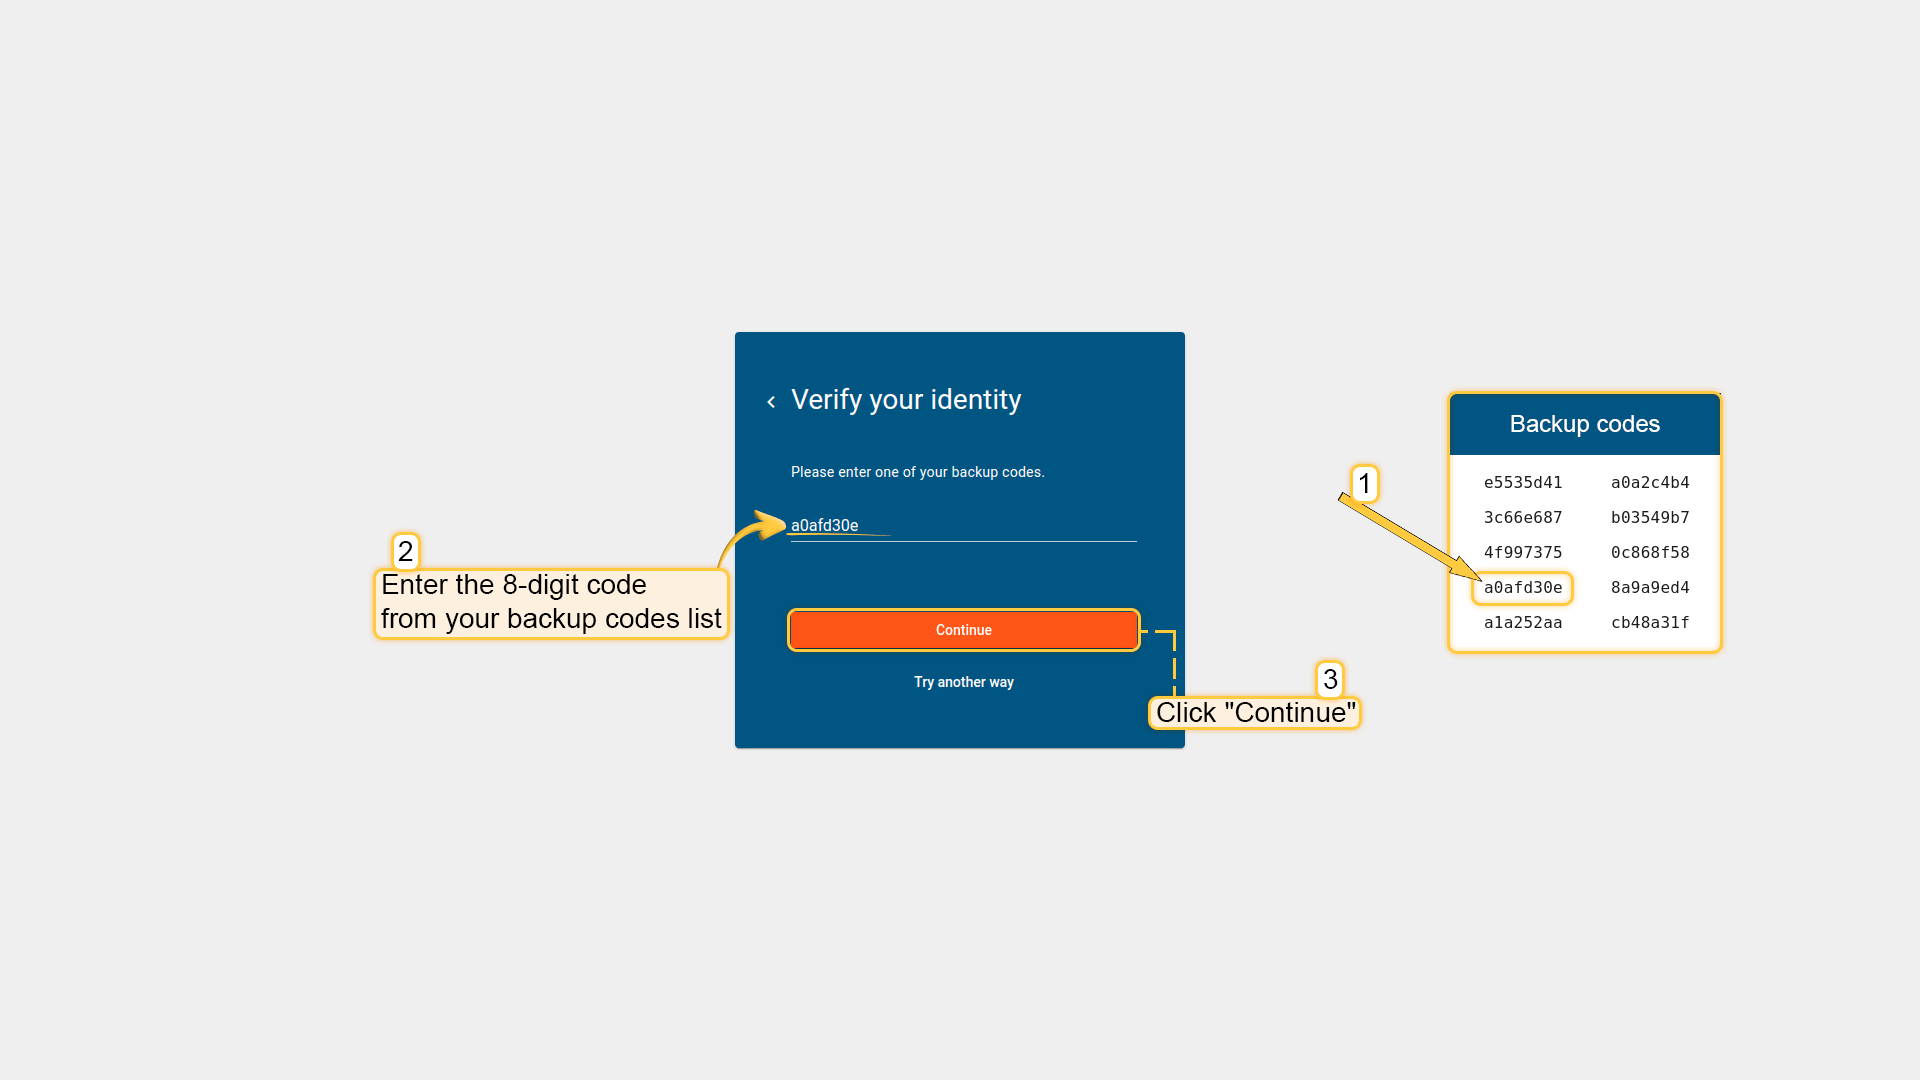 Verify your identity
Please enter one of your backup codes.
a0afd30e
2
Enter the 8-digit code
from your backup codes list
Continue
Try another way
3
Click "Continue"
1
Backup codes
e5535d41 a0a2c4b4
3c66e687 b03549b7
4f997375 0c868f58
a0afd30e 8a9a9ed4
a1a252aa cb48a31f